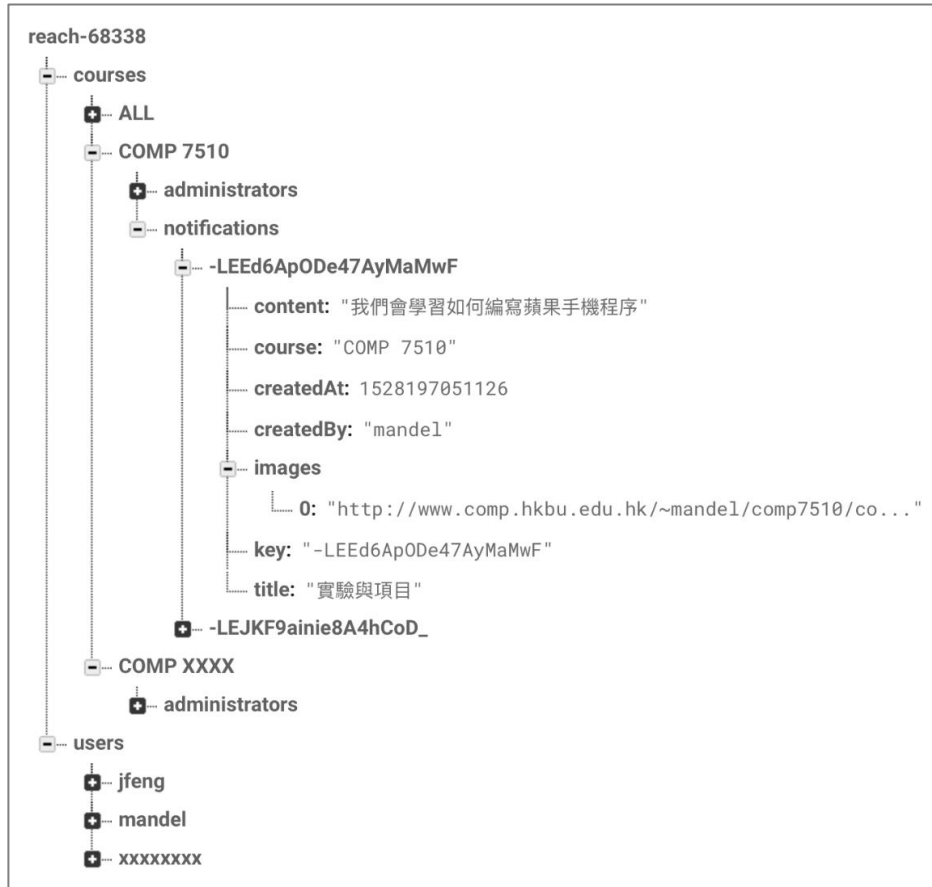 reach-68338
courses
ALL
COMP 7510
administrators
notifications
-LEEd6ApODe47AyMaMwF
content: "我們會學習如何編寫蘋果手機程序"
course: "COMP 7510"
createdAt: 1528197051126
createdBy: "mandel"
images
0: "http://www.comp.hkbu.edu.hk/~mandel/comp7510/co..."
key: "-LEEd6ApODe47AyMaMwF"
title: "實驗與項目"
-LEJKF9ainie8A4hCoD_
COMP XXXX
administrators
users
jfeng
mandel
xxxxxxxx